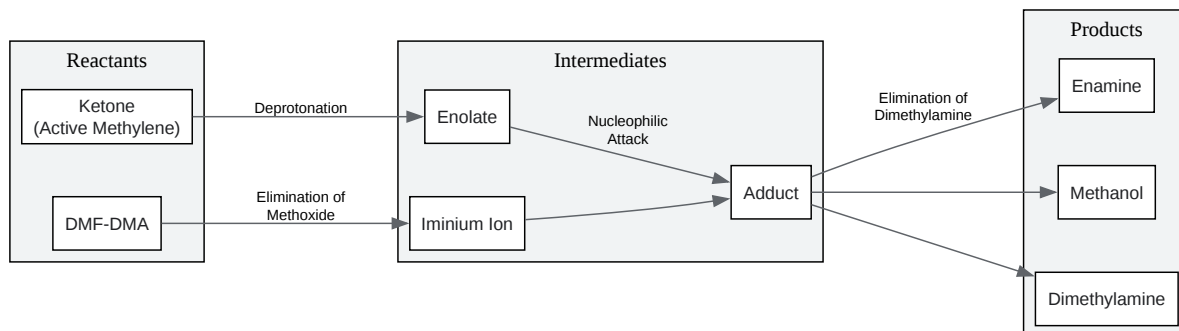 Reactants
Ketone
(Active Methylene)
DMF-DMA
Deprotonation
Elimination of
Methoxide
Intermediates
Enolate
Iminium Ion
Nucleophilic
Attack
Adduct
Elimination of
Dimethylamine
Products
Enamine
Methanol
Dimethylamine